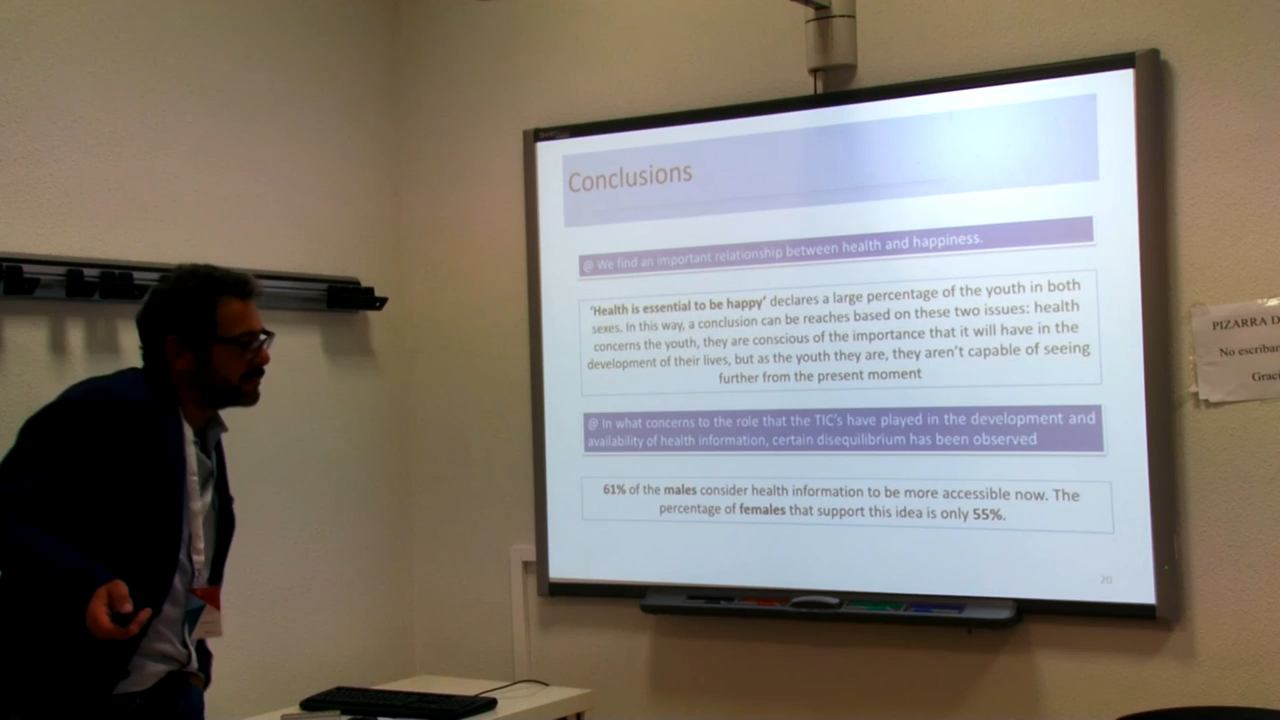 Conclusions
@ We find an important relationship between health and happiness.
‘Health is essential to be happy’ declares a large percentage of the youth in both
sexes. In this way, a conclusion can be reaches based on these two issues: health
concerns the youth, they are conscious of the importance that it will have in the
development of their lives, but as the youth they are, they aren’t capable of seeing
further from the present moment
@ In what concerns to the role that the TIC’s have played in the development and
availability of health information, certain disequilibrium has been observed
61% of the males consider health information to be more accessible now. The
percentage of females that support this idea is only 55%.
20
PIZARRA D
No escriban
Graci